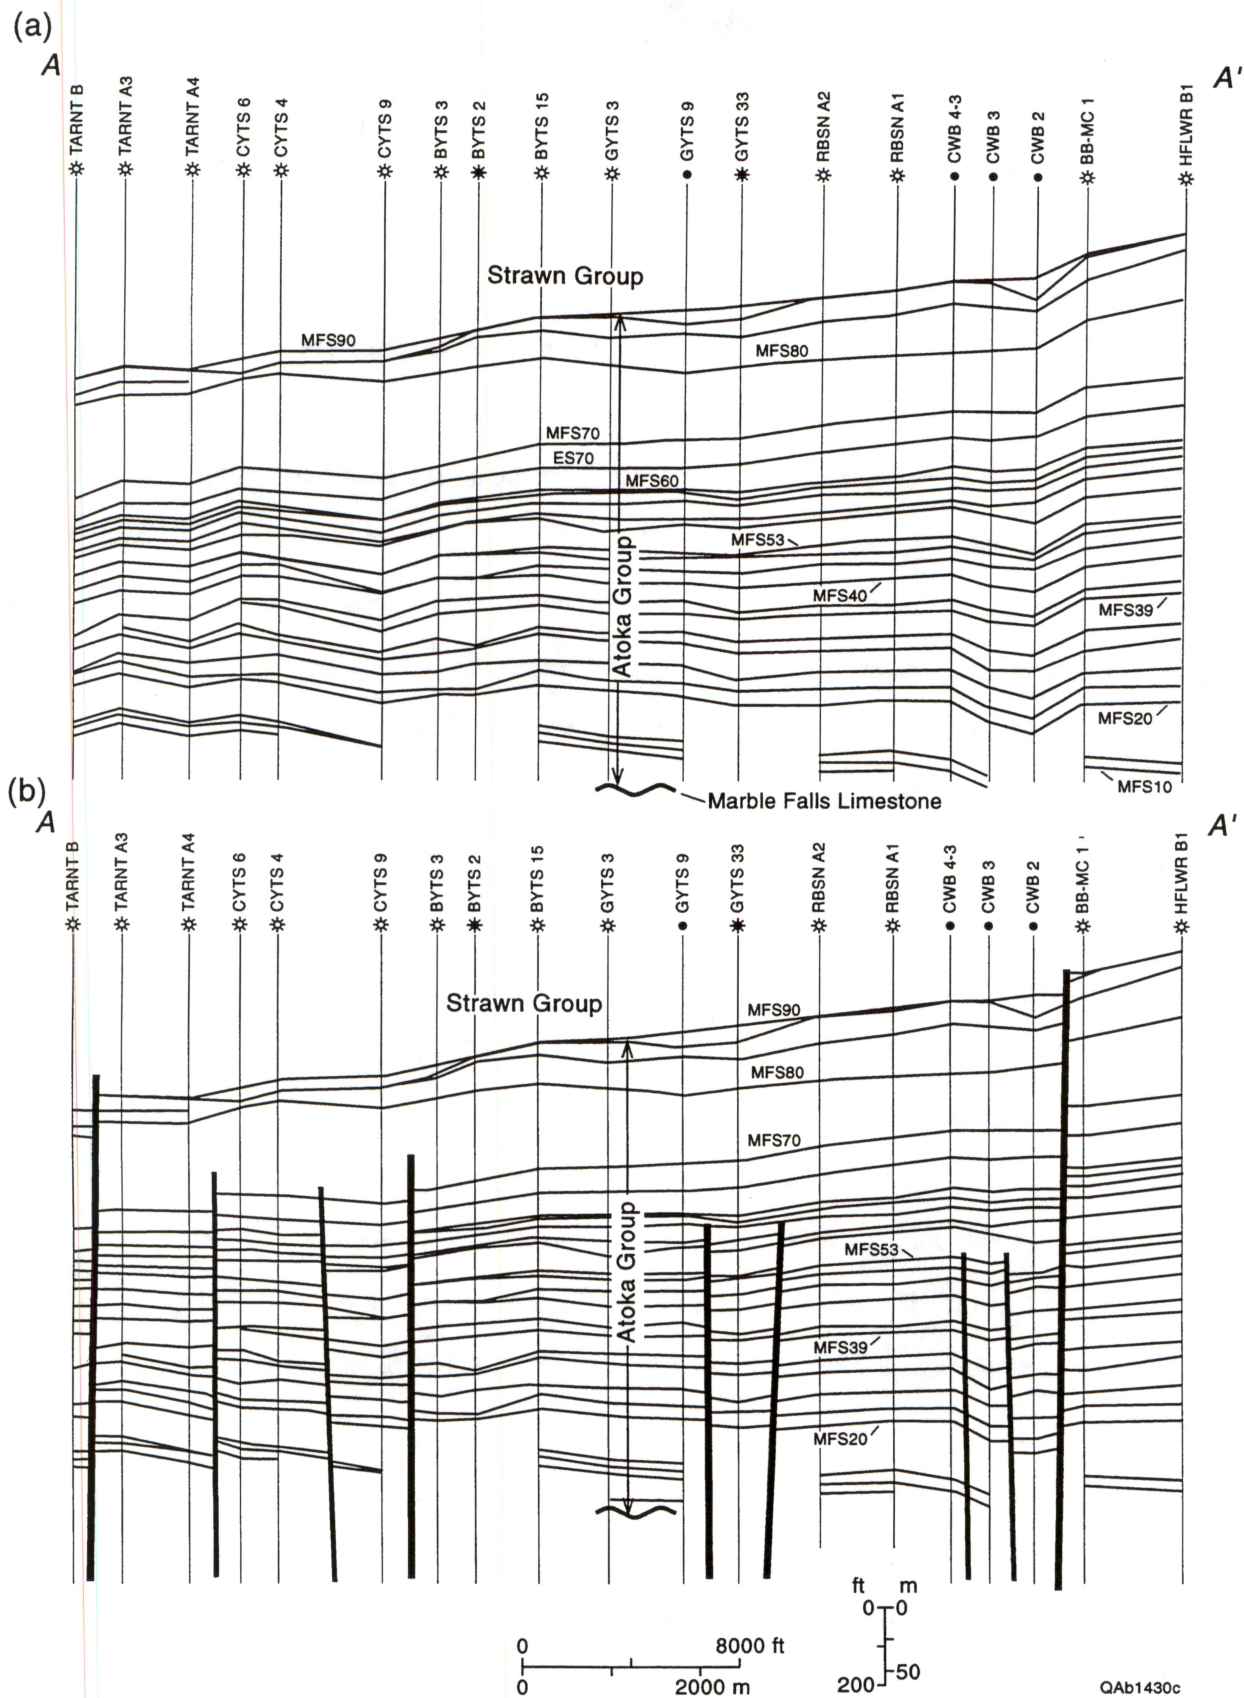 (a)
A
A'
TARNT B
TARNT A3
TARNT A4
CYTS 6
CYTS 4
CYTS 9
BYTS 3
BYTS 2
BYTS 15
GYTS 3
GYTS 9
GYTS 33
RBSN A2
RBSN A1
CWB 4-3
CWB 3
CWB 2
BB-MC 1
HFLWR B1
Strawn Group
MFS90
MFS80
MFS70
ES70
MFS60
MFS53
Atoka Group
MFS40
MFS39
MFS20
MFS10
Marble Falls Limestone
(b)
A
A'
TARNT B
TARNT A3
TARNT A4
CYTS 6
CYTS 4
CYTS 9
BYTS 3
BYTS 2
BYTS 15
GYTS 3
GYTS 9
GYTS 33
RBSN A2
RBSN A1
CWB 4-3
CWB 3
CWB 2
BB-MC 1
HFLWR B1
Strawn Group
MFS90
MFS80
MFS70
MFS53
Atoka Group
MFS39
MFS20
ft m
0 0
200 50
0 8000 ft
0 2000 m
QAb1430c